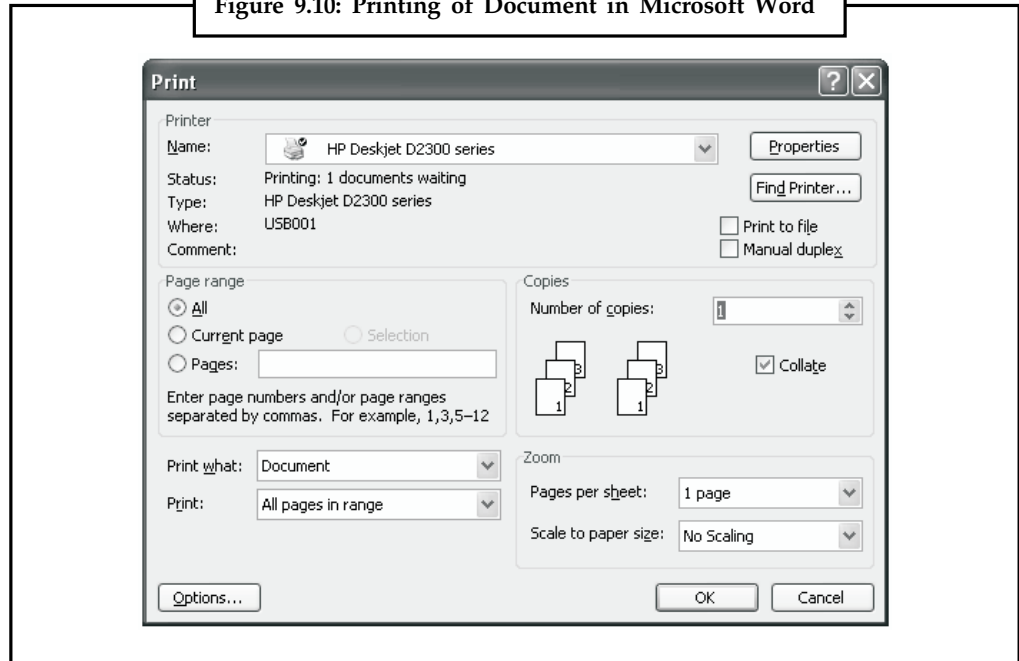 Figure 9.10: Printing of Document in Microsoft Word
Print
Printer
Name: HP Deskjet D2300 series Properties
Status: Printing: 1 documents waiting
Type: HP Deskjet D2300 series Find Printer...
Where: USB001 Print to file
Comment: Manual duplex
Page range
All
Current page Selection
Pages:
Enter page numbers and/or page ranges
separated by commas. For example, 1,3,5–12
Copies
Number of copies: 1
3 3
2 2
1 1
Collate
Print what: Document
Print: All pages in range
Zoom
Pages per sheet: 1 page
Scale to paper size: No Scaling
Options... OK Cancel